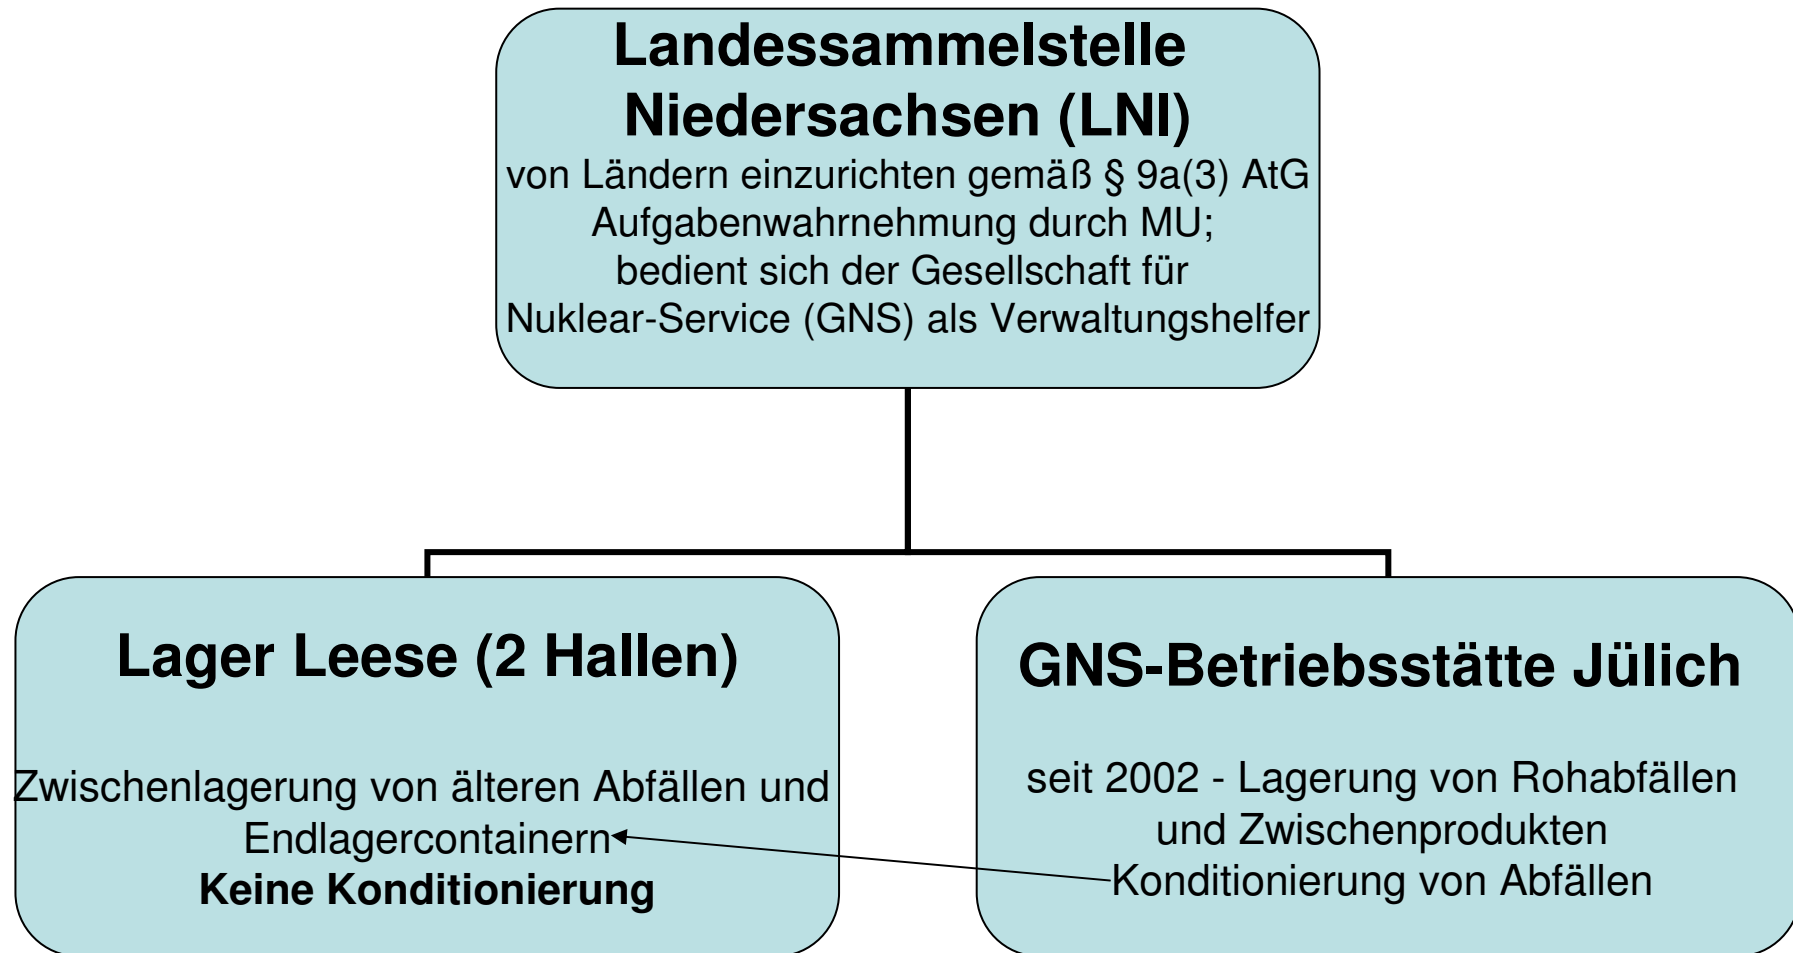 Landessammelstelle
Niedersachsen (LNI)
von Ländern einzurichten gemäß § 9a(3) AtG
Aufgabenwahrnehmung durch MU;
bedient sich der Gesellschaft für
Nuklear-Service (GNS) als Verwaltungshelfer
Lager Leese (2 Hallen)
Zwischenlagerung von älteren Abfällen und
Endlagercontainern
Keine Konditionierung
GNS-Betriebsstätte Jülich
seit 2002 - Lagerung von Rohabfällen
und Zwischenprodukten
Konditionierung von Abfällen